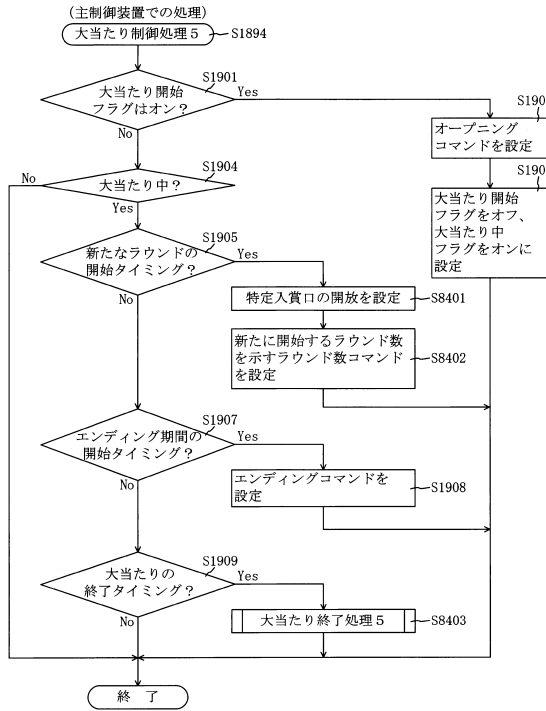 (主制御装置での処理)
大当たり制御処理5
S1894
大当たり開始
フラグはオン？
S1901
Yes
No
オープニング
コマンドを設定
大当たり開始
フラグをオフ、
大当たり中
フラグをオンに
設定
大当たり中？
S1904
No
Yes
新たなラウンドの
開始タイミング？
S1905
Yes
No
特定入賞口の開放を設定
S8401
新たに開始するラウンド数
を示すラウンド数コマンド
を設定
S8402
エンディング期間の
開始タイミング？
S1907
Yes
No
エンディングコマンドを
設定
S1908
大当たりの
終了タイミング？
S1909
Yes
No
大当たり終了処理5
S8403
終 了